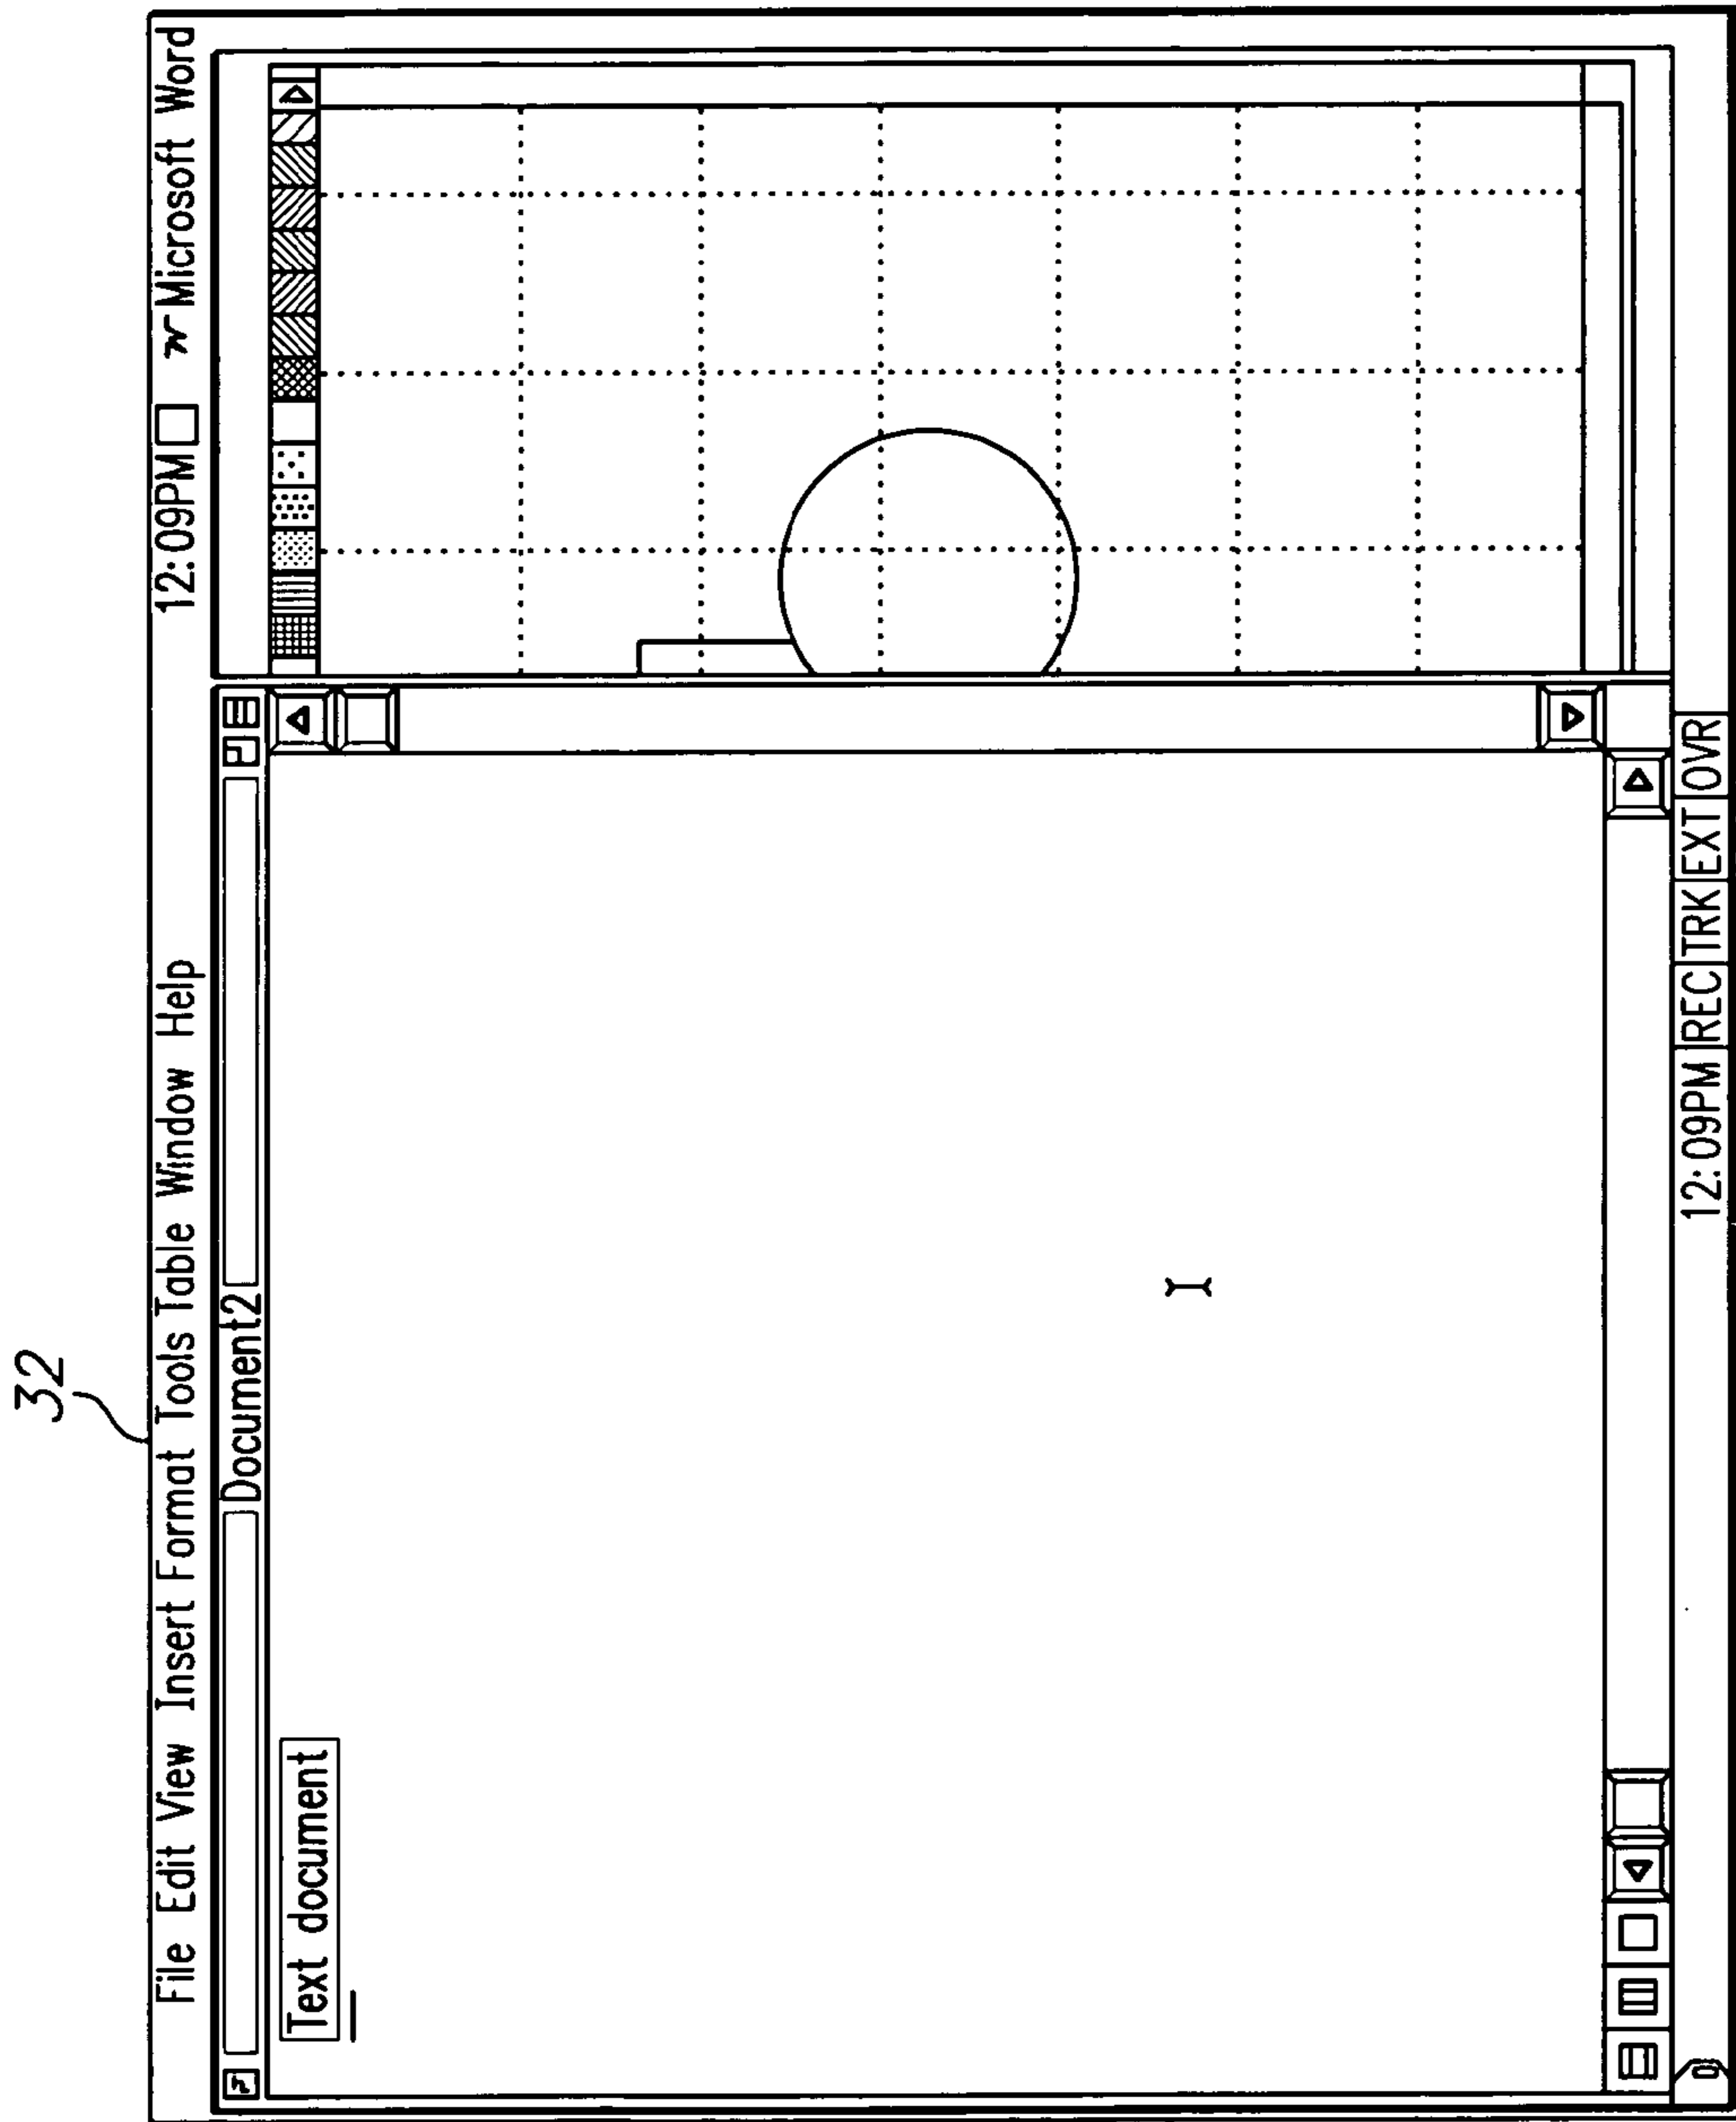 32
File Edit View Insert Format Tools Table Window Help 12:09PM Microsoft Word
Document2
Text document
12:09PM REC TRK EXT OVR